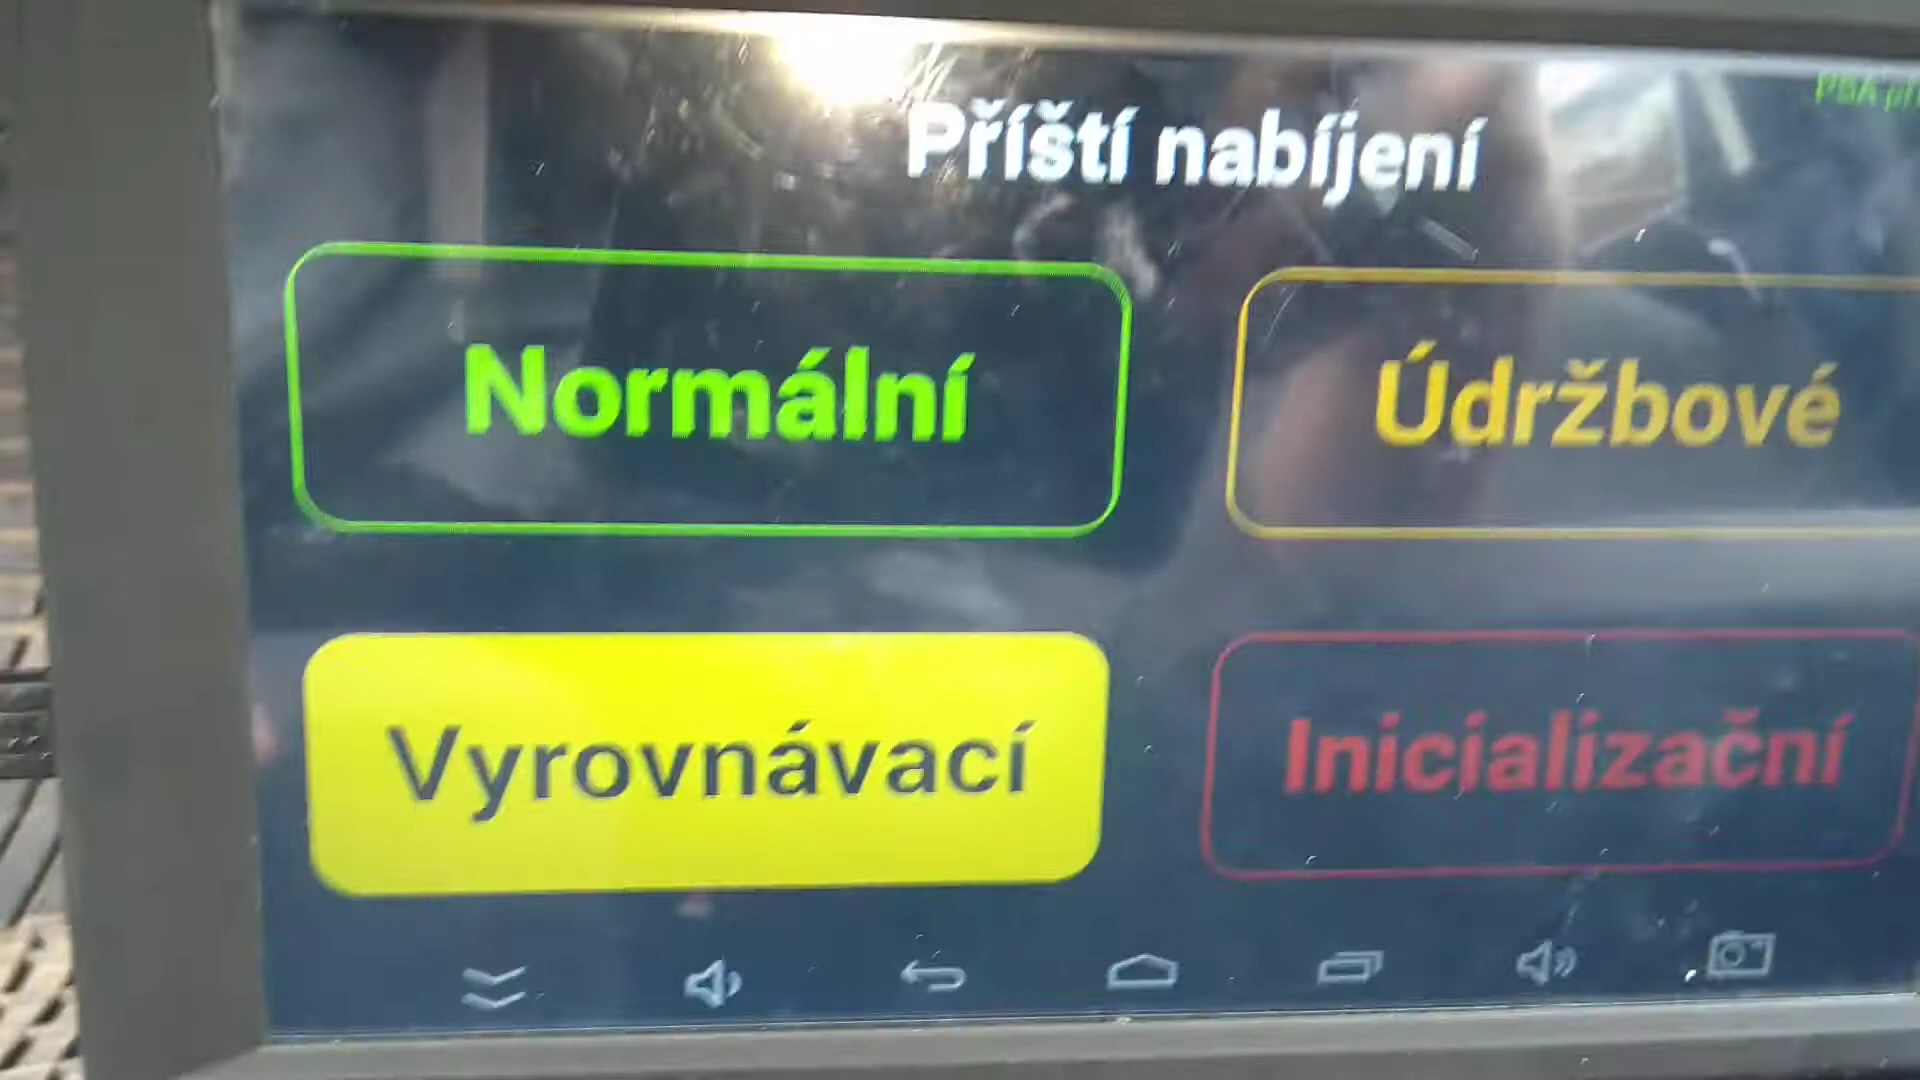 Příští nabíjení
Normální
Údržbové
Vyrovnávací
Inicializační